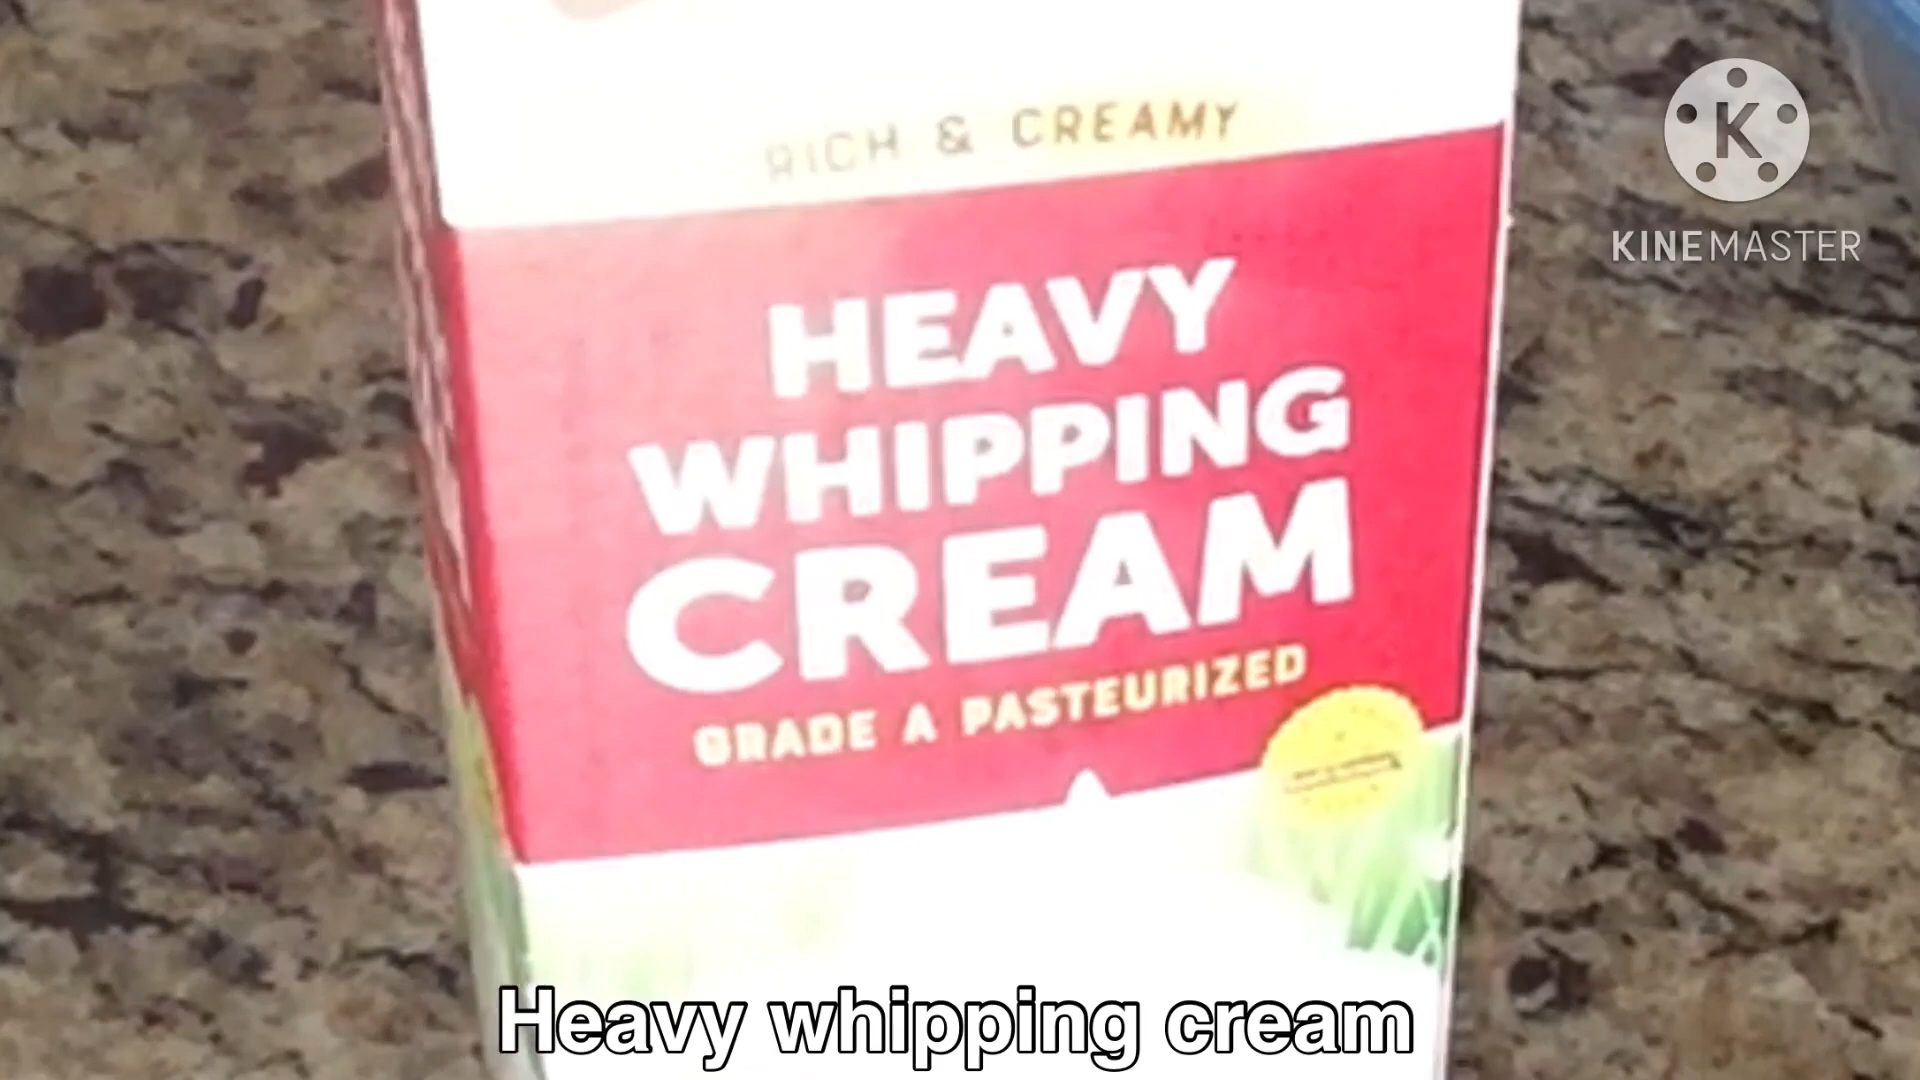 RICH & CREAMY
HEAVY
WHIPPING
CREAM
GRADE A PASTEURIZED
K
KINEMASTER
Heavy whipping cream